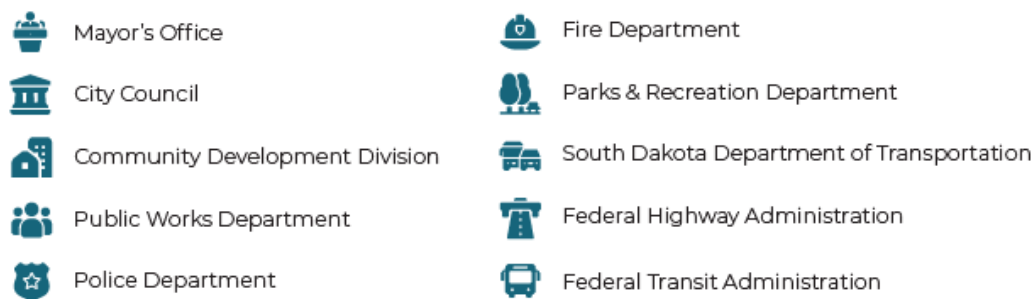 Mayor's Office
City Council
Community Development Division
Public Works Department
Police Department
Fire Department
Parks & Recreation Department
South Dakota Department of Transportation
Federal Highway Administration
Federal Transit Administration